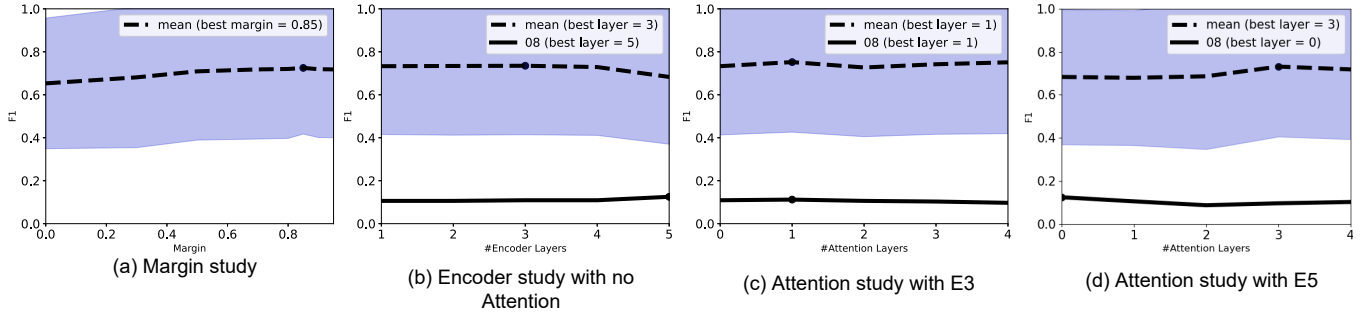 1.0
0.8
0.6
0.4
0.2
0.0
F1
mean (best margin = 0.85)
0.0 0.2 0.4 0.6 0.8
Margin
(a) Margin study
1.0
0.8
0.6
0.4
0.2
0.0
F1
mean (best layer = 3)
08 (best layer = 5)
1 2 3 4 5
#Encoder Layers
(b) Encoder study with no
Attention
1.0
0.8
0.6
0.4
0.2
0.0
F1
mean (best layer = 1)
08 (best layer = 1)
0 1 2 3 4
#Attention Layers
(c) Attention study with E3
1.0
0.8
0.6
0.4
0.2
0.0
F1
mean (best layer = 3)
08 (best layer = 0)
0 1 2 3 4
#Attention Layers
(d) Attention study with E5